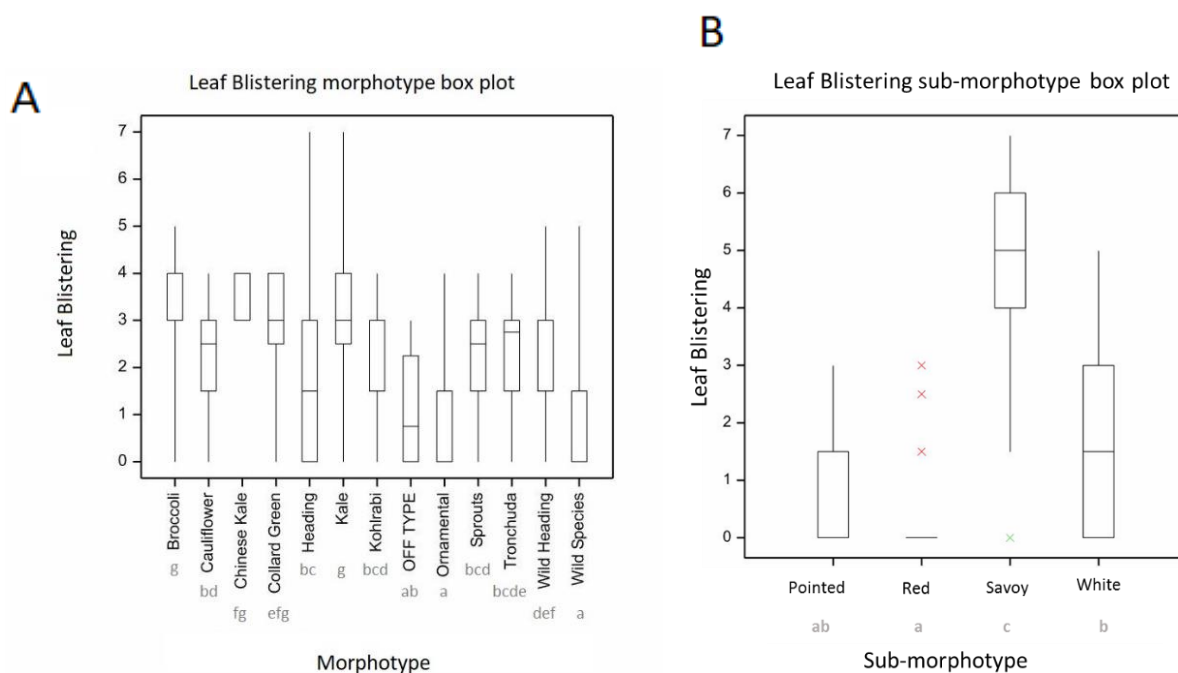 A
Leaf Blistering morphotype box plot
Leaf Blistering
7
6
5
4
3
2
1
0
Broccoli
Cauliflower
Chinese Kale
Collard Green
Heading
Kale
Kohlrabi
OFF TYPE
Ornamental
Sprouts
Tronchuda
Wild Heading
Wild Species
g
bd
fg
efg
bc
g
bcd
ab
a
bcd
bcde
def
a
Morphotype
B
Leaf Blistering sub-morphotype box plot
Leaf Blistering
7
6
5
4
3
2
1
0
Pointed Red Savoy White
ab a c b
Sub-morphotype